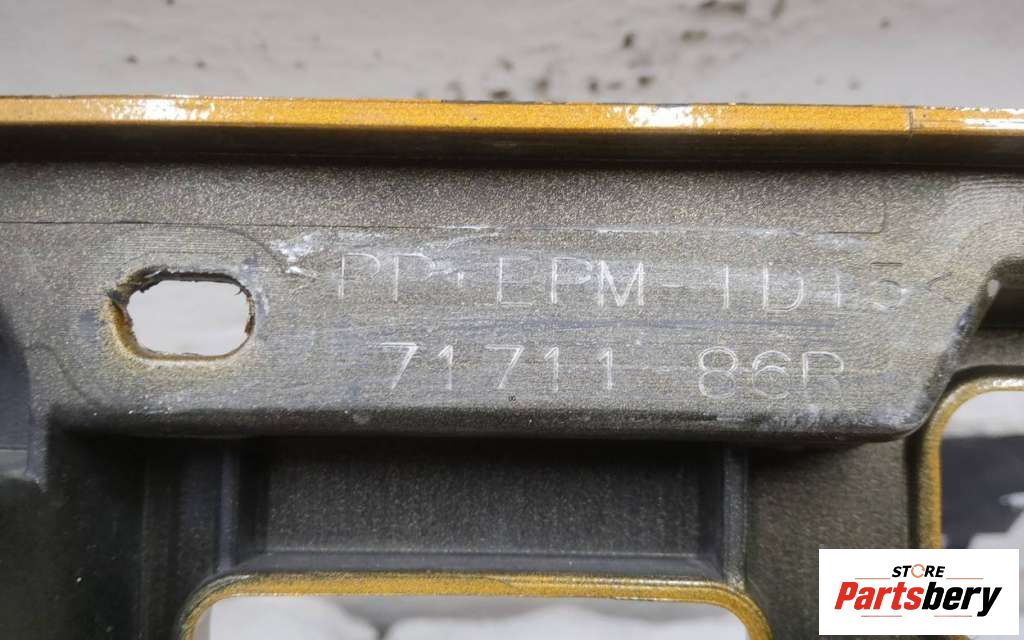 >PP+EPM-TD15<
71711-86R
STORE
Partsbery